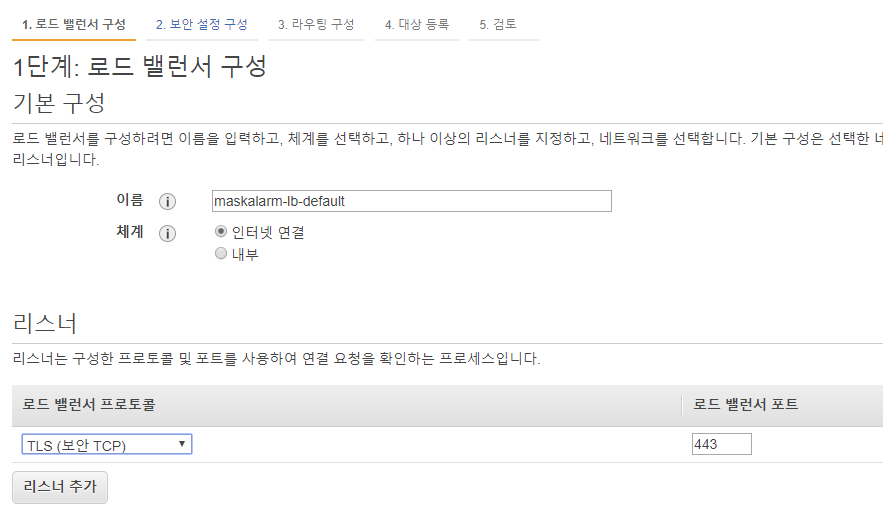 1. 로드 밸런서 구성 2. 보안 설정 구성 3. 라우팅 구성 4. 대상 등록 5. 검토
1단계: 로드 밸런서 구성
기본 구성
로드 밸런서를 구성하려면 이름을 입력하고, 체계를 선택하고, 하나 이상의 리스너를 지정하고, 네트워크를 선택합니다. 기본 구성은 선택한 네
리스너입니다.
이름 i maskalarm-lb-default
체계 i 인터넷 연결
내부
리스너
리스너는 구성한 프로토콜 및 포트를 사용하여 연결 요청을 확인하는 프로세스입니다.
로드 밸런서 프로토콜 로드 밸런서 포트
TLS (보안 TCP) 443
리스너 추가